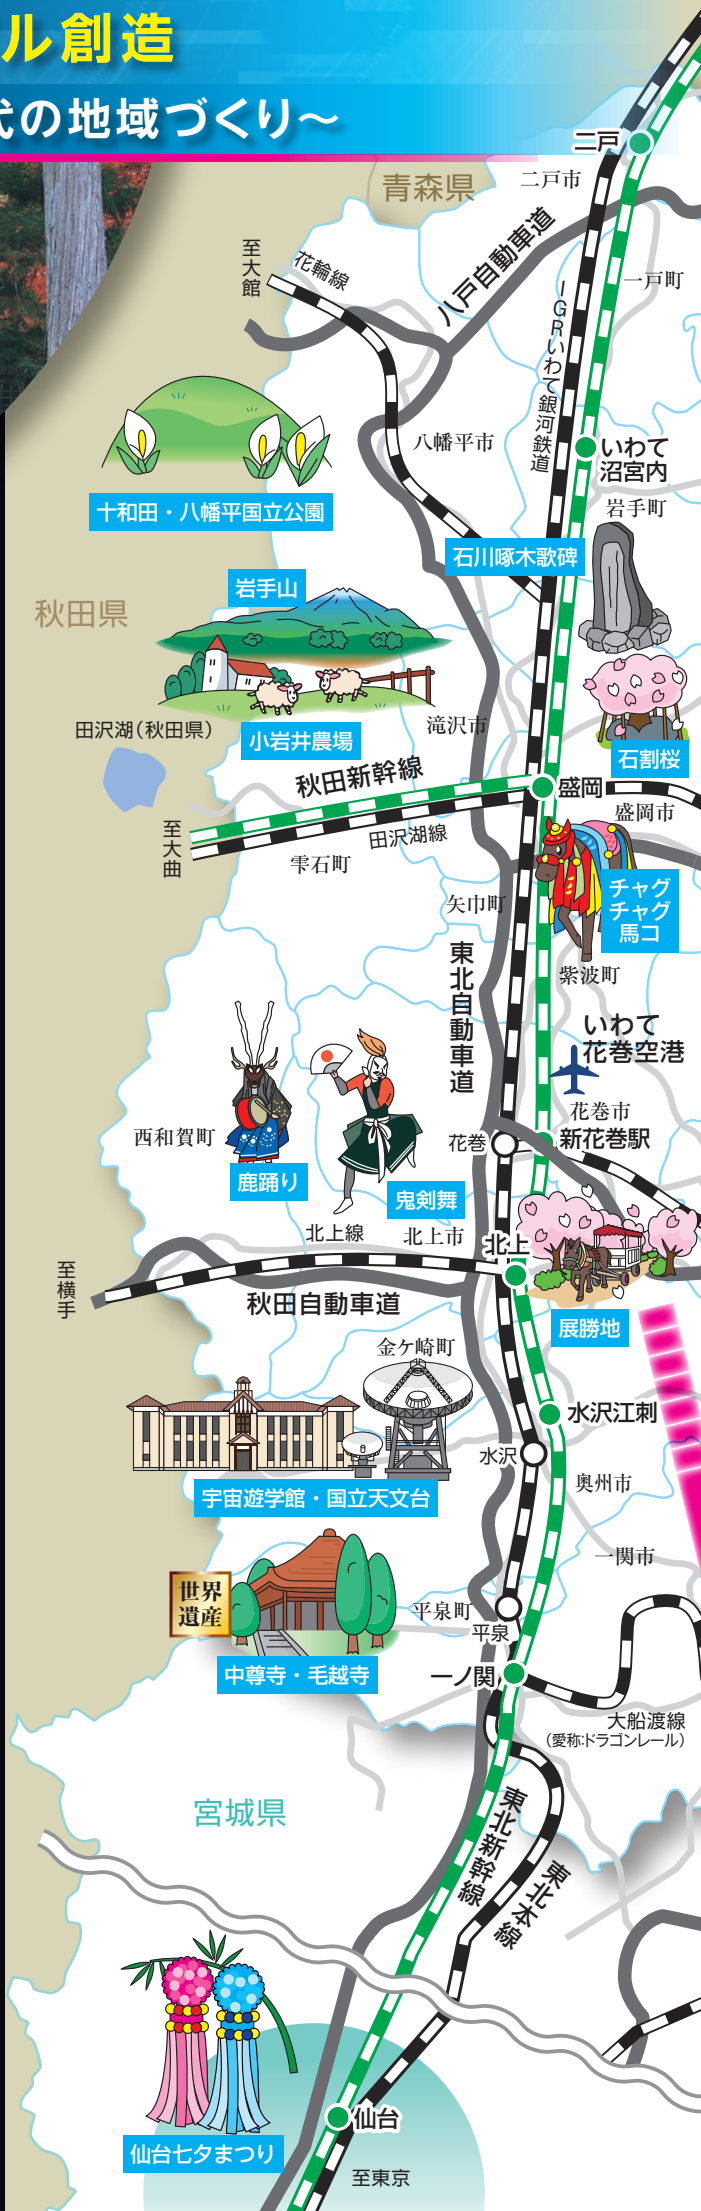 ル創造
代の地域づくり～
二戸
青森県
二戸市
至大館
花輪線
八戸自動車道
一戸町
IGRいわて銀河鉄道
八幡平市
いわて
沼宮内
岩手町
十和田・八幡平国立公園
石川啄木歌碑
岩手山
秋田県
田沢湖（秋田県）
小岩井農場
滝沢市
石割桜
秋田新幹線
盛岡
盛岡市
至大曲
田沢湖線
雫石町
チャグ
チャグ
馬コ
矢巾町
東北自動車道
紫波町
いわて
花巻空港
花巻市
西和賀町
花巻
新花巻駅
鹿踊り
鬼剣舞
北上線
北上市
北上
至横手
秋田自動車道
展勝地
金ケ崎町
水沢江刺
水沢
奥州市
宇宙遊学館・国立天文台
一関市
世界
遺産
平泉町
平泉
中尊寺・毛越寺
一ノ関
大船渡線
（愛称:ドラゴンレール）
宮城県
東北新幹線
東北本線
仙台
仙台七夕まつり
至東京